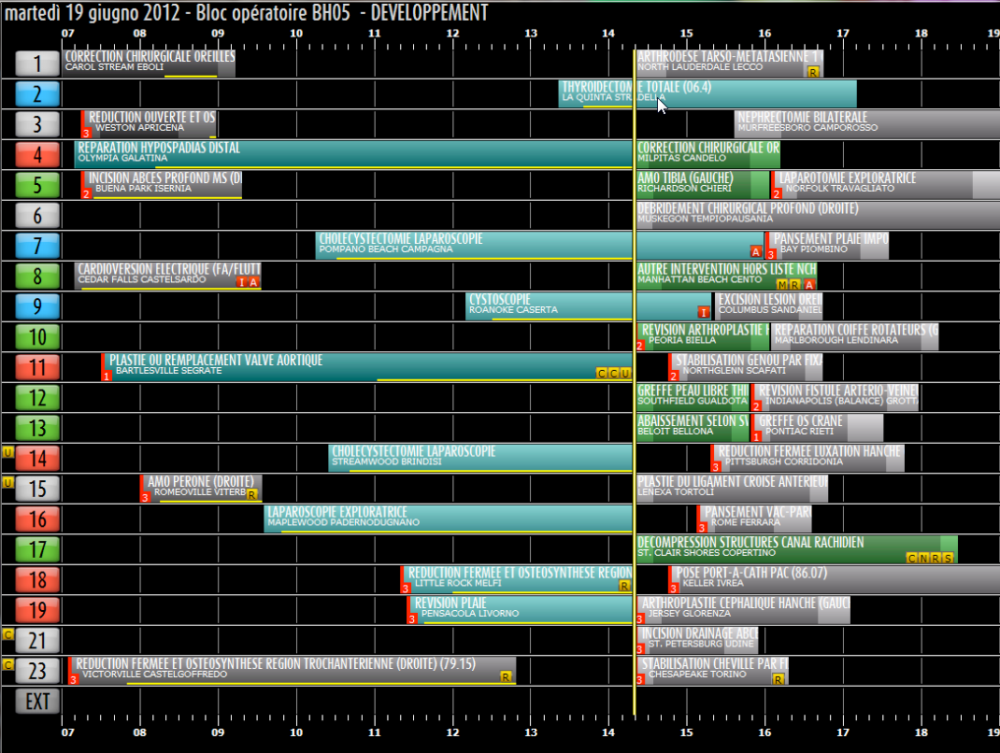 martedì 19 giugno 2012 - Bloc opératoire BH05 - DEVELOPPEMENT
07 08 09 10 11 12 13 14 15 16 17 18 19
1 CORRECTION CHIRURGICALE OREILLES ARTHRODESE TARSO-METATASIENNE 1
CAROL STREAM EBOLI NORTH LAUDERDALE LECCO R
2 THYROIDECTOMIE TOTALE (06.4)
LA QUINTA STRADELLA
3 REDUCTION OUVERTE ET OS NEPHRECTOMIE BILATERALE
3 WESTON APRICENA MURFREESBORO CAMPOROSSO
4 REPARATION HYPOSPADIAS DISTAL CORRECTION CHIRURGICALE OR
OLYMPIA GALATINA MILPITAS CANDELO
5 INCISION ABCES PROFOND MS (D AMO TIBIA (GAUCHE) LAPAROTOMIE EXPLORATRICE
2 BUENA PARK ISERNIA RICHARDSON CHIERI 2 NORFOLK TRAVAGLIATO
6 DEBRIDEMENT CHIRURGICAL PROFOND (DROITE)
MUSKEGON TEMPIOPAUSANIA
7 CHOLECYSTECTOMIE LAPAROSCOPIE PANSEMENT PLAIE IMPO
POMPANO BEACH CAMPAGNA A 3 BAY PIOMBINO
8 CARDIOVERSION ELECTRIQUE (FA/FLUTT AUTRE INTERVENTION HORS LISTE NCH
CEDAR FALLS CASTELSARDO I A MANHATTAN BEACH CENTO M R A
9 CYSTOSCOPIE EXCISION LESION OREI
ROANOKE CASERTA I COLUMBUS SANDANIEL
10 REVISION ARTHROPLASTIE REPARATION COIFFE ROTATEURS (G
2 PEORIA BIELLA MARLBOROUGH LENDINARA
11 PLASTIE OU REMPLACEMENT VALVE AORTIQUE STABILISATION GENOU PAR FIX
1 BARTLESVILLE SEGRATE C C U 2 NORTHGLENN SCAFATI
12 GREFFE PEAU LIBRE THI REVISION FISTULE ARTERIO-VEINE
SOUTHFIELD GUALDOTA 2 INDIANAPOLIS (BALANCE) GROTT
13 ABAISSEMENT SELON SY GREFFE OS CRANE
BELOIT BELLONA 1 PONTIAC RIETI
U 14 CHOLECYSTECTOMIE LAPAROSCOPIE REDUCTION FERMEE LUXATION HANCHE
STREAMWOOD BRINDISI 3 PITTSBURGH CORRIDONIA
U 15 AMO PERONE (DROITE) PLASTIE DU LIGAMENT CROISE ANTERIEUR
3 ROMEOVILLE VITERB R LENEXA TORTOLI
16 LAPAROSCOPIE EXPLORATRICE PANSEMENT VAC-PAR
MAPLEWOOD PADERNODUGNANO 3 ROME FERRARA
17 DECOMPRESSION STRUCTURES CANAL RACHIDIEN
ST. CLAIR SHORES COPERTINO C N R S
18 REDUCTION FERMEE ET OSTEOSYNTHESE REGION POSE PORT-A-CATH PAC (86.07)
3 LITTLE ROCK MELFI R 3 KELLER IVREA
19 REVISION PLAIE ARTHROPLASTIE CEPHALIQUE HANCHE (GAUC
3 PENSACOLA LIVORNO 3 JERSEY GLORENZA
C 21 INCISION DRAINAGE ABCE
3 ST. PETERSBURG UDINE
C 23 REDUCTION FERMEE ET OSTEOSYNTHESE REGION TROCHANTERIENNE (DROITE) (79.15) STABILISATION CHEVILLE PAR FI
3 VICTORVILLE CASTELGOFFREDO R 3 CHESAPEAKE TORINO R
EXT
07 08 09 10 11 12 13 14 15 16 17 18 19